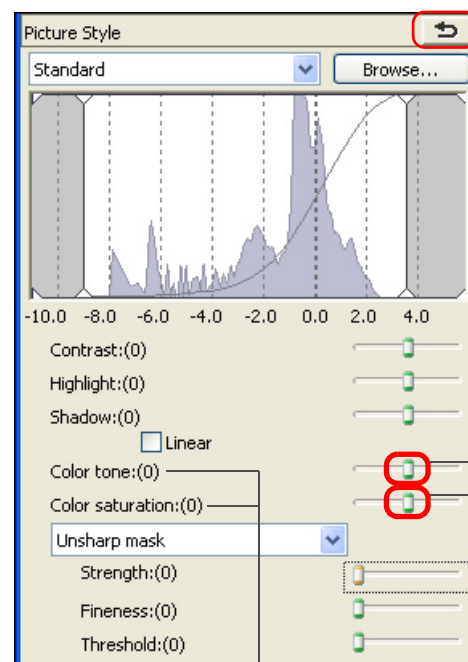 Picture Style
Standard Browse...
-10.0 -8.0 -6.0 -4.0 -2.0 0.0 2.0 4.0
Contrast:(0)
Highlight:(0)
Shadow:(0)
Linear
Color tone:(0)
Color saturation:(0)
Unsharp mask
Strength:(0)
Fineness:(0)
Threshold:(0)